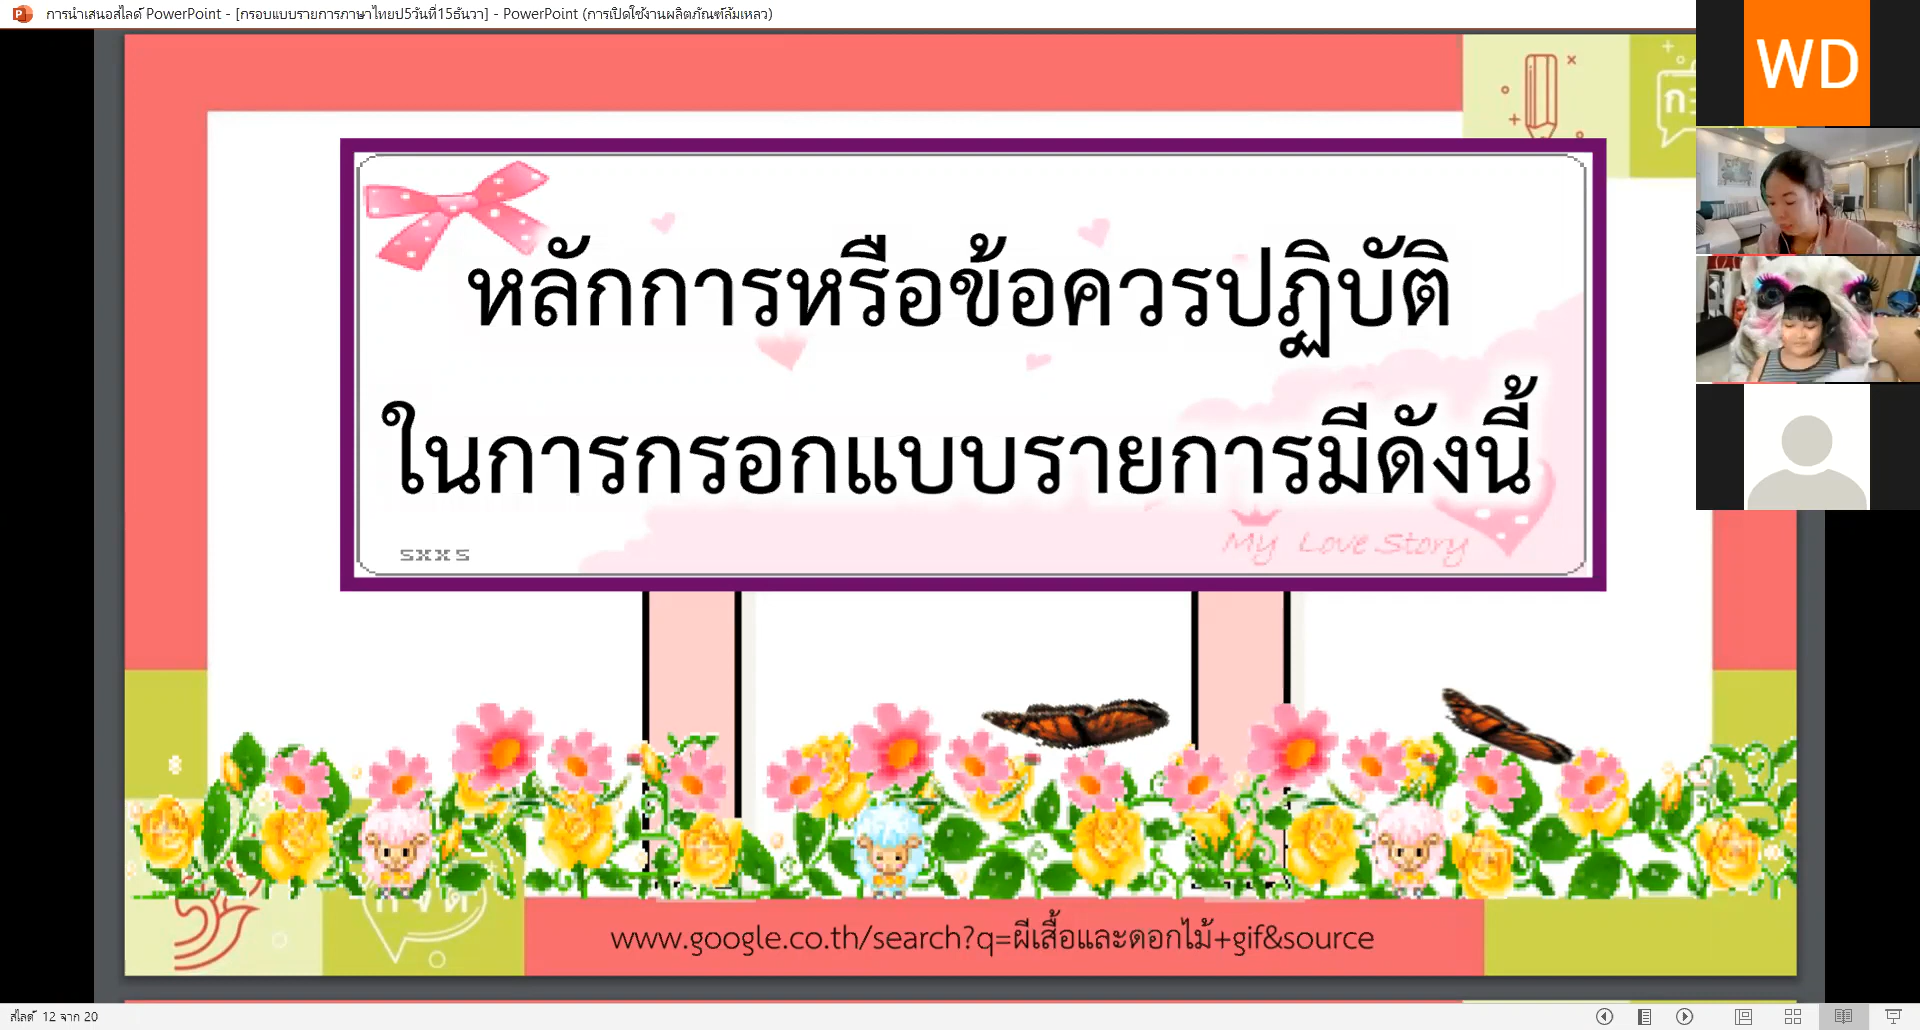 การนำเสนอสไลด์ PowerPoint - [กรอบแบบรายการภาษาไทยป5วันที่15ธันวา] - PowerPoint (การเปิดใช้งานผลิตภัณฑ์ล้มเหลว)
WD
หลักการหรือข้อควรปฏิบัติ
ในการกรอกแบบรายการมีดังนี้
SXXS
My Love Story
www.google.co.th/search?q=ผีเสื้อและดอกไม้+gif&source
สไลด์ 12 จาก 20